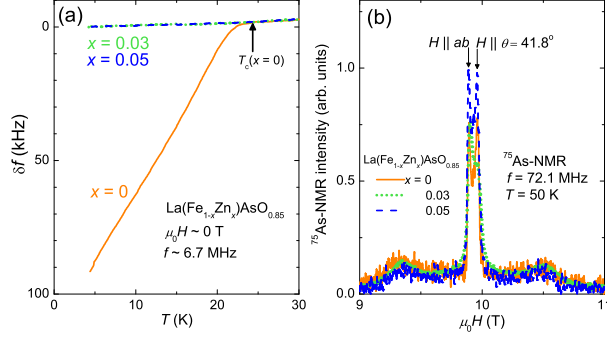 (a)
x = 0.03
x = 0.05
T_c(x = 0)
x = 0
La(Fe_{1-x}Zn_x)AsO_{0.85}
μ_0H ~ 0 T
f ~ 6.7 MHz
δf (kHz)
0
50
100
0
10
20
30
T (K)
(b)
H || ab
H || θ = 41.8°
La(Fe_{1-x}Zn_x)AsO_{0.85}
x = 0
0.03
0.05
^{75}As-NMR
f = 72.1 MHz
T = 50 K
^{75}As-NMR intensity (arb. units)
1.0
0.5
0.0
9
10
11
μ_0H (T)